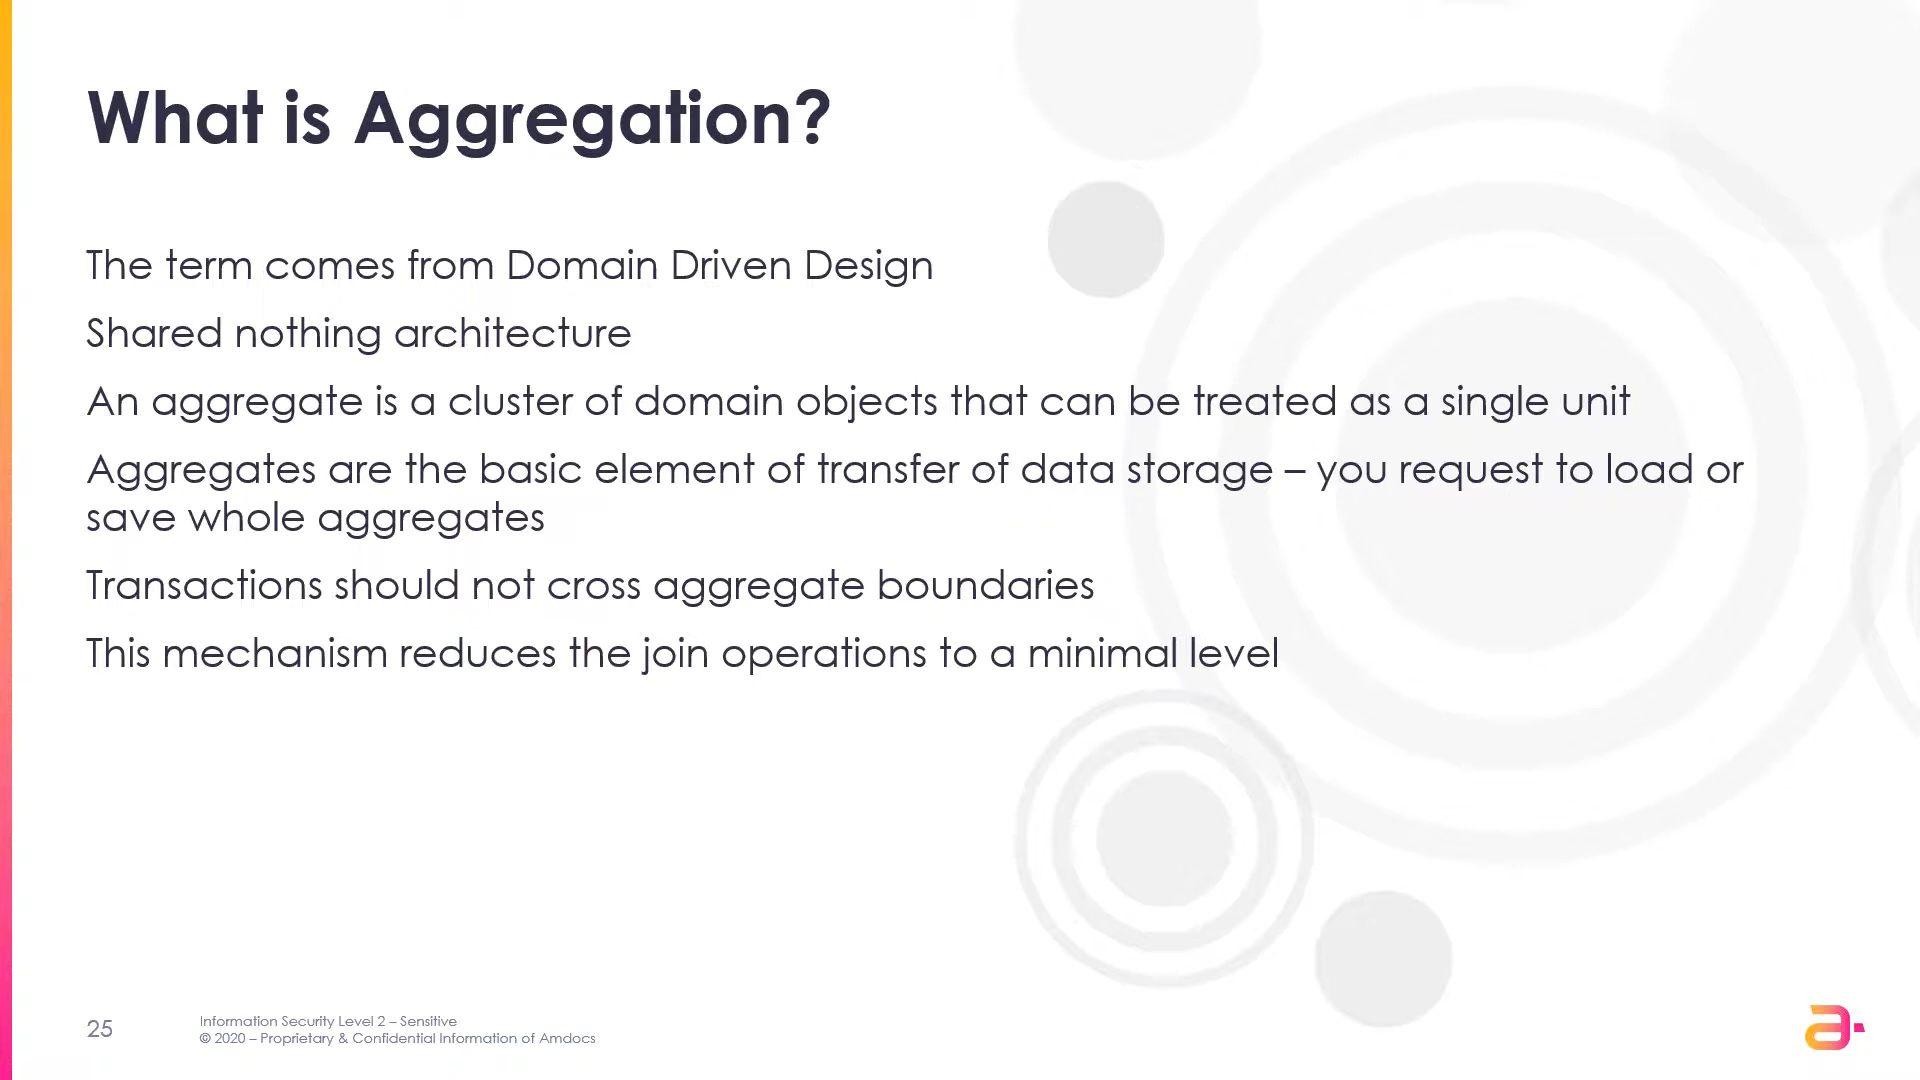 What is Aggregation?
The term comes from Domain Driven Design
Shared nothing architecture
An aggregate is a cluster of domain objects that can be treated as a single unit
Aggregates are the basic element of transfer of data storage – you request to load or
save whole aggregates
Transactions should not cross aggregate boundaries
This mechanism reduces the join operations to a minimal level
25
Information Security Level 2 – Sensitive
© 2020 – Proprietary & Confidential Information of Amdocs